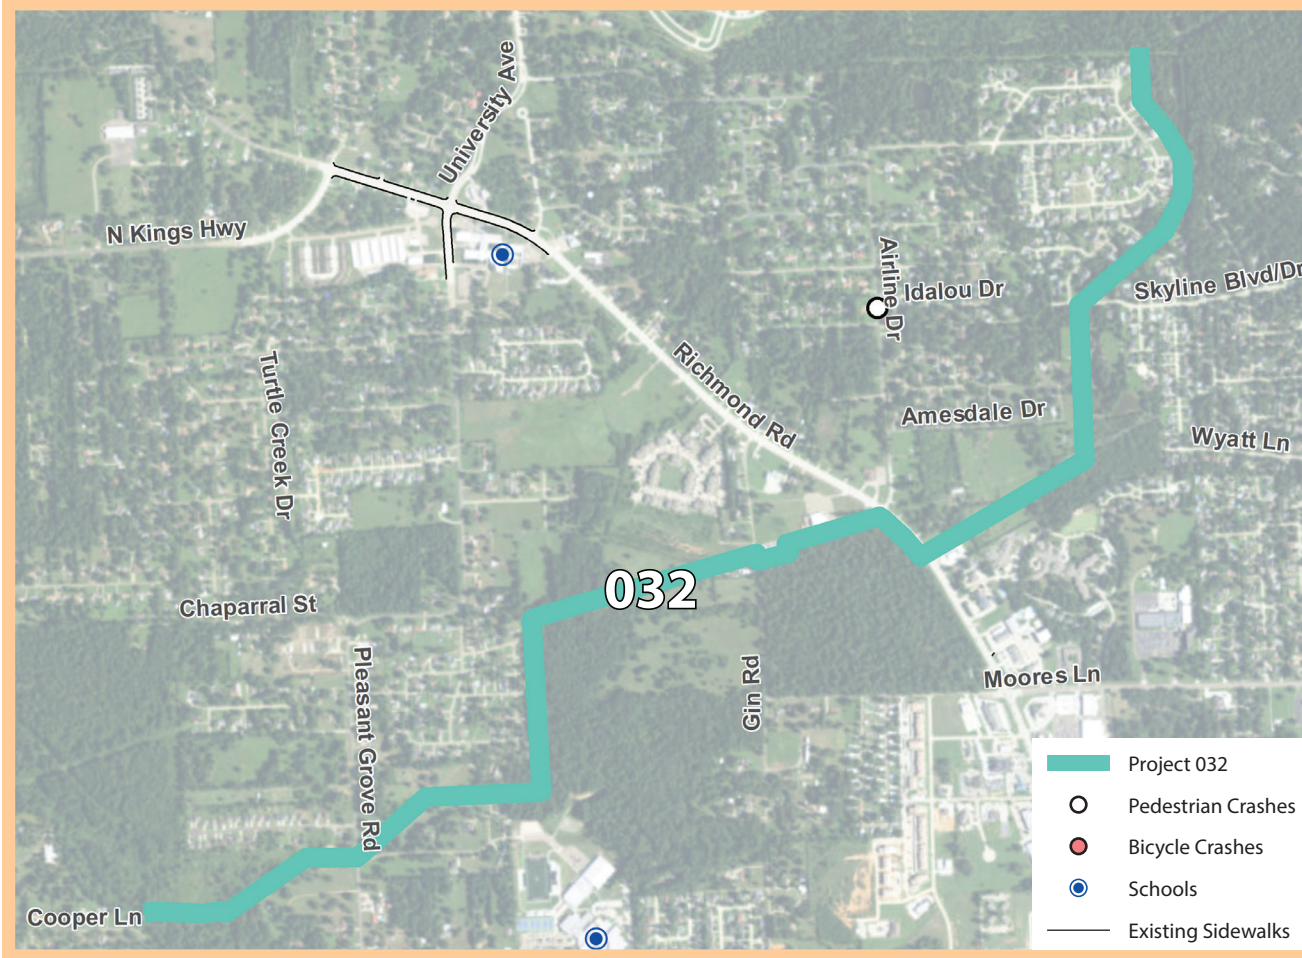 University Ave
N Kings Hwy
Airline Dr
Idalou Dr
Skyline Blvd/Dr
Turtle Creek Dr
Richmond Rd
Amesdale Dr
Wyatt Ln
032
Chaparral St
Pleasant Grove Rd
Gin Rd
Moores Ln
Cooper Ln
Project 032
Pedestrian Crashes
Bicycle Crashes
Schools
Existing Sidewalks